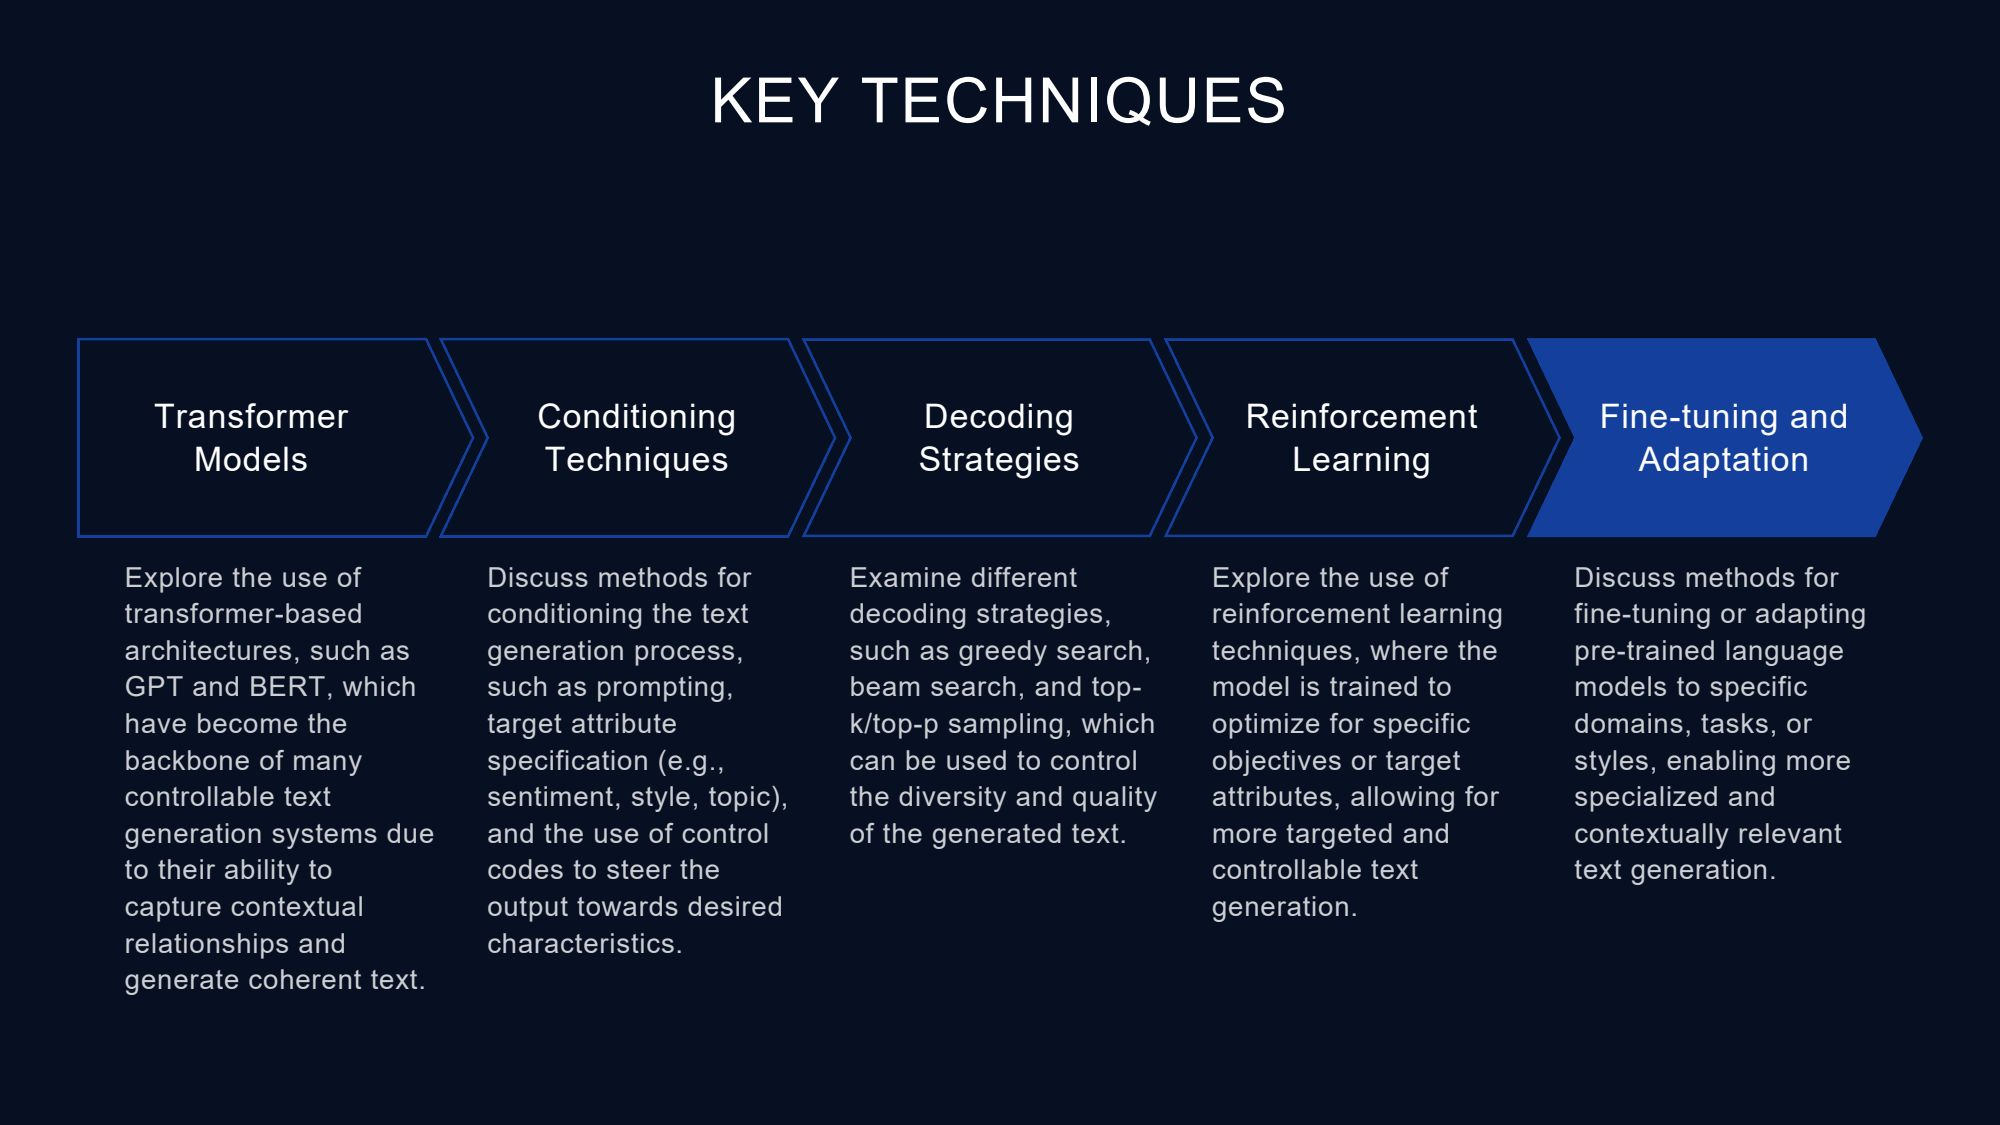 KEY TECHNIQUES
Transformer
Models
Conditioning
Techniques
Decoding
Strategies
Reinforcement
Learning
Fine-tuning and
Adaptation
Explore the use of
transformer-based
architectures, such as
GPT and BERT, which
have become the
backbone of many
controllable text
generation systems due
to their ability to
capture contextual
relationships and
generate coherent text.
Discuss methods for
conditioning the text
generation process,
such as prompting,
target attribute
specification (e.g.,
sentiment, style, topic),
and the use of control
codes to steer the
output towards desired
characteristics.
Examine different
decoding strategies,
such as greedy search,
beam search, and top-
k/top-p sampling, which
can be used to control
the diversity and quality
of the generated text.
Explore the use of
reinforcement learning
techniques, where the
model is trained to
optimize for specific
objectives or target
attributes, allowing for
more targeted and
controllable text
generation.
Discuss methods for
fine-tuning or adapting
pre-trained language
models to specific
domains, tasks, or
styles, enabling more
specialized and
contextually relevant
text generation.